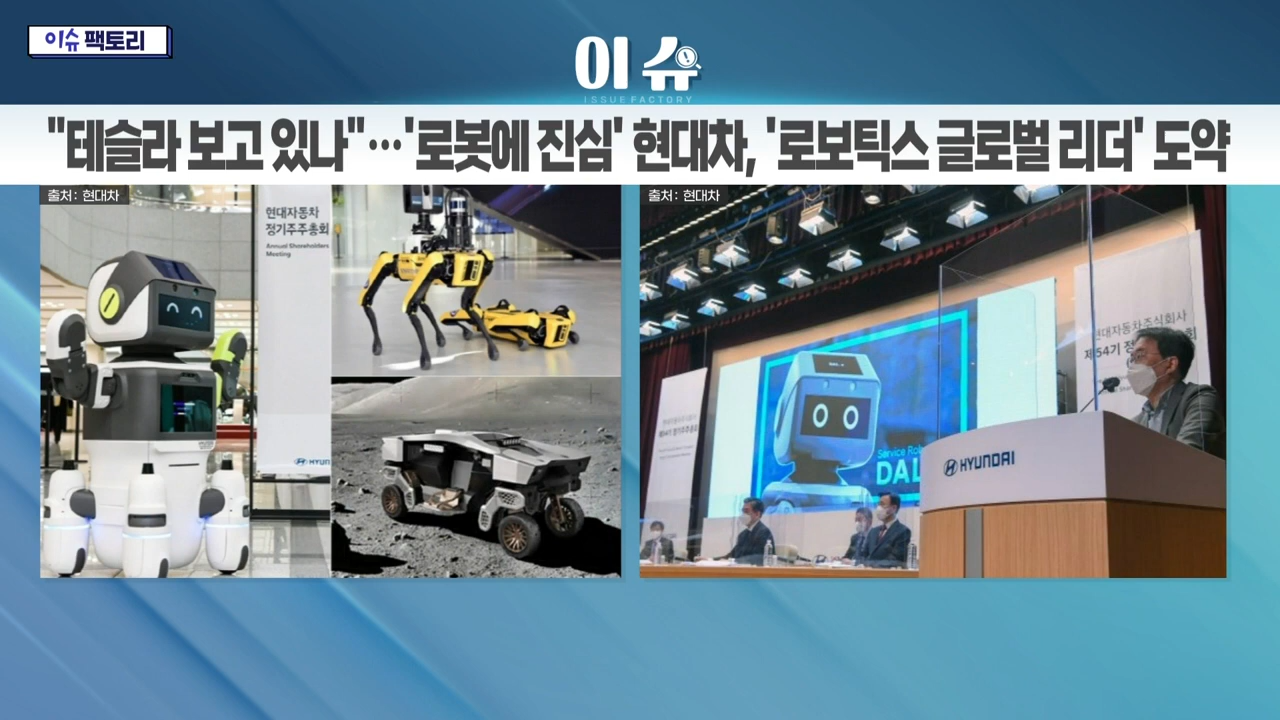 이슈 팩토리
이슈
ISSUE FACTORY
"테슬라 보고 있나"…'로봇에 진심' 현대차, '로보틱스 글로벌 리더' 도약
출처: 현대차
현대자동차
정기주주총회
Annual Shareholders
Meeting
HYUN
출처: 현대차
Service Ro
DAL
현대자동차주식회사
제54기 정
HYUNDAI